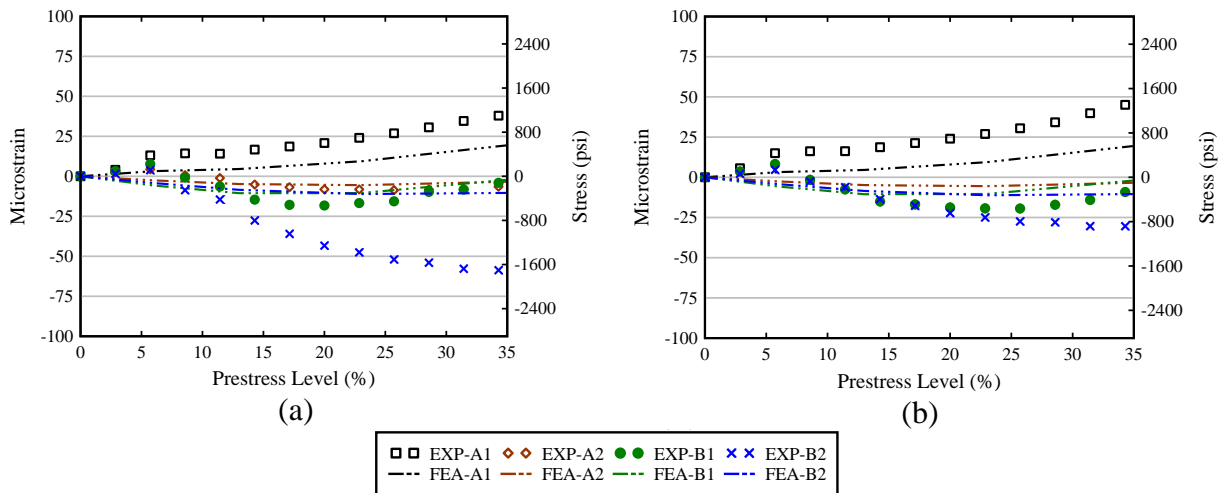 100
75
50
25
0
-25
-50
-75
-100
Microstrain
2400
1600
800
0
-800
-1600
-2400
Stress (psi)
0 5 10 15 20 25 30 35
Prestress Level (%)
(a)
100
75
50
25
0
-25
-50
-75
-100
Microstrain
2400
1600
800
0
-800
-1600
-2400
Stress (psi)
0 5 10 15 20 25 30 35
Prestress Level (%)
(b)
EXP-A1 EXP-A2 EXP-B1 EXP-B2
FEA-A1 FEA-A2 FEA-B1 FEA-B2